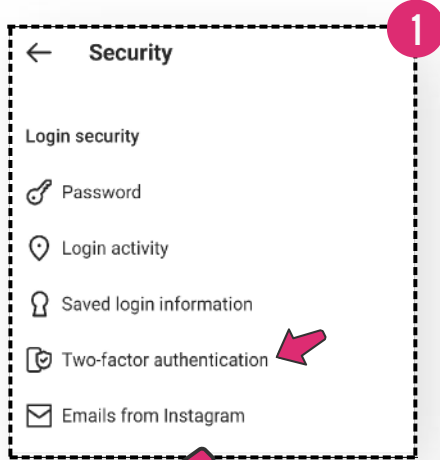 1
Security
Login security
Password
Login activity
Saved login information
Two-factor authentication
Emails from Instagram